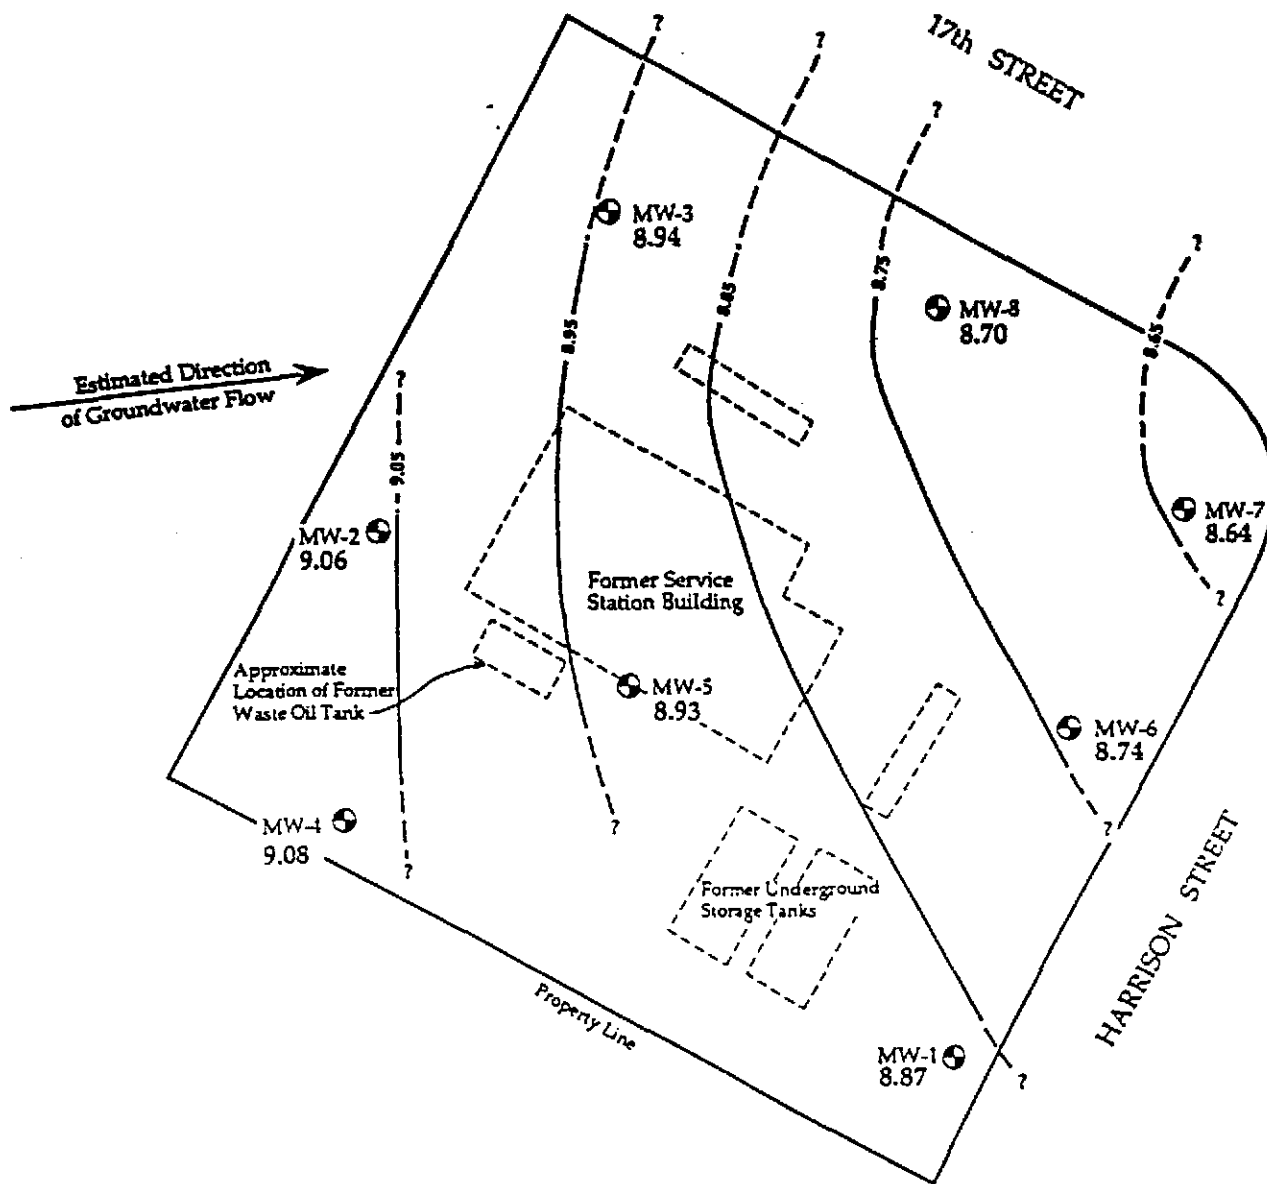 ?
?
17th STREET
?
MW-3
8.94
?
8.95
8.85
8.75
MW-8
8.70
8.65
Estimated Direction
of Groundwater Flow
?
9.05
MW-2
9.06
MW-7
8.64
Former Service
Station Building
?
Approximate
Location of Former
Waste Oil Tank
MW-5
8.93
MW-6
8.74
MW-4
9.08
?
?
?
Former Underground
Storage Tanks
HARRISON STREET
Property Line
MW-1
8.87
?